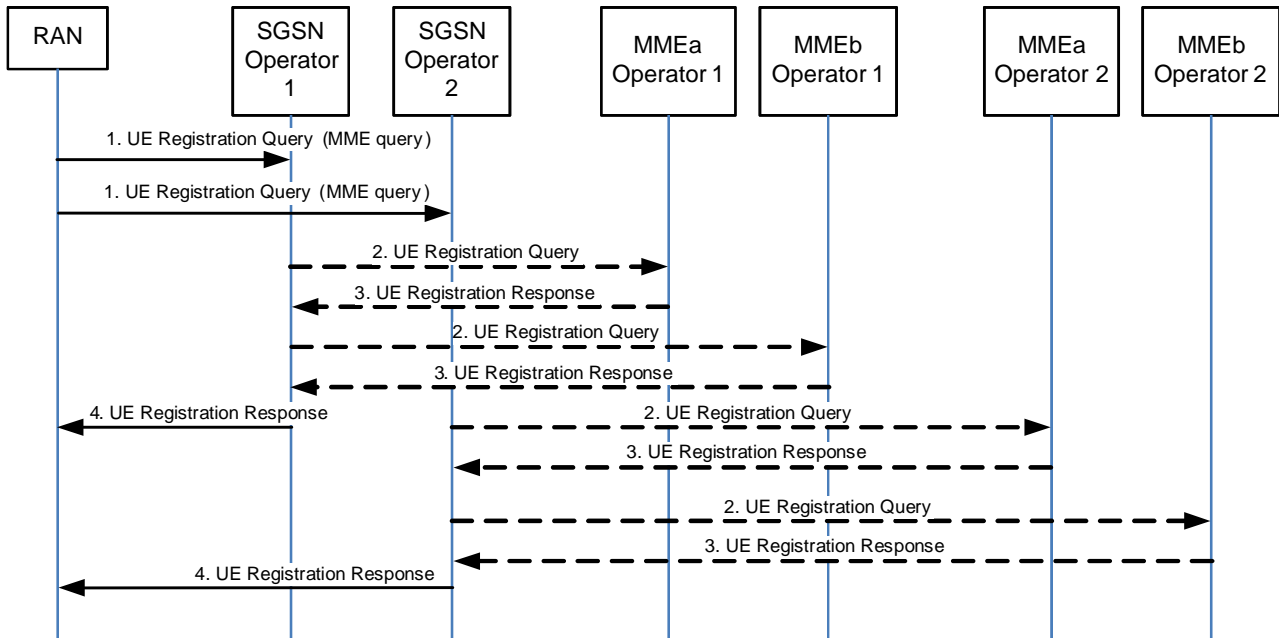 RAN
SGSN
Operator
1
SGSN
Operator
2
MMEa
Operator 1
MMEb
Operator 1
MMEa
Operator 2
MMEb
Operator 2
1. UE Registration Query (MME query)
1. UE Registration Query (MME query)
2. UE Registration Query
3. UE Registration Response
2. UE Registration Query
3. UE Registration Response
4. UE Registration Response
2. UE Registration Query
3. UE Registration Response
2. UE Registration Query
3. UE Registration Response
4. UE Registration Response